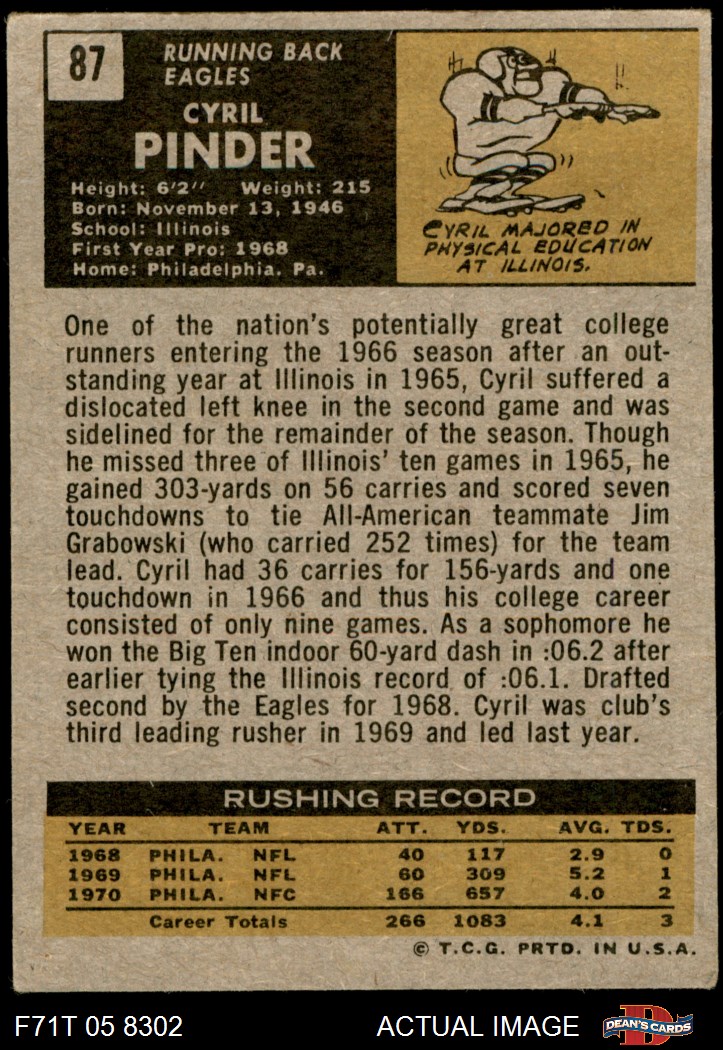 87
RUNNING BACK
EAGLES
CYRIL
PINDER
Height: 6'2" Weight: 215
Born: November 13, 1946
School: Illinois
First Year Pro: 1968
Home: Philadelphia. Pa.
CYRIL MAJORED IN
PHYSICAL EDUCATION
AT ILLINOIS.
One of the nation's potentially great college
runners entering the 1966 season after an out-
standing year at Illinois in 1965, Cyril suffered a
dislocated left knee in the second game and was
sidelined for the remainder of the season. Though
he missed three of Illinois' ten games in 1965, he
gained 303-yards on 56 carries and scored seven
touchdowns to tie All-American teammate Jim
Grabowski (who carried 252 times) for the team
lead. Cyril had 36 carries for 156-yards and one
touchdown in 1966 and thus his college career
consisted of only nine games. As a sophomore he
won the Big Ten indoor 60-yard dash in :06.2 after
earlier tying the Illinois record of :06.1. Drafted
second by the Eagles for 1968. Cyril was club's
third leading rusher in 1969 and led last year.
RUSHING RECORD
YEAR TEAM ATT. YDS. AVG. TDS.
1968 PHILA. NFL 40 117 2.9 0
1969 PHILA. NFL 60 309 5.2 1
1970 PHILA. NFC 166 657 4.0 2
Career Totals 266 1083 4.1 3
© T.C.G. PRTD. IN U.S.A.
F71T 05 8302 ACTUAL IMAGE D DEAN'S CARDS